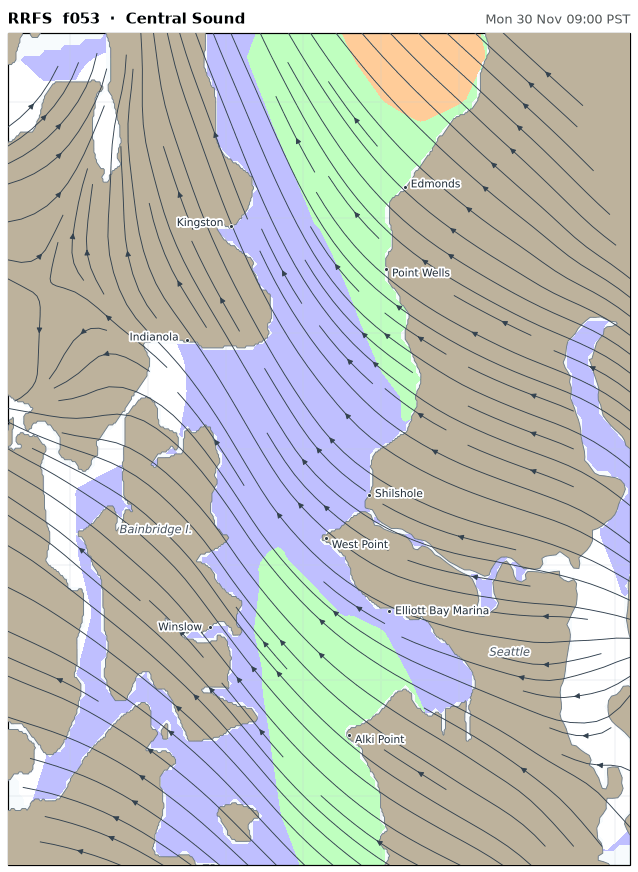 RRFS f053 · Central Sound
Mon 30 Nov 09:00 PST
Edmonds
Kingston
Point Wells
Indianola
Shilshole
Bainbridge I.
West Point
Elliott Bay Marina
Winslow
Seattle
Alki Point